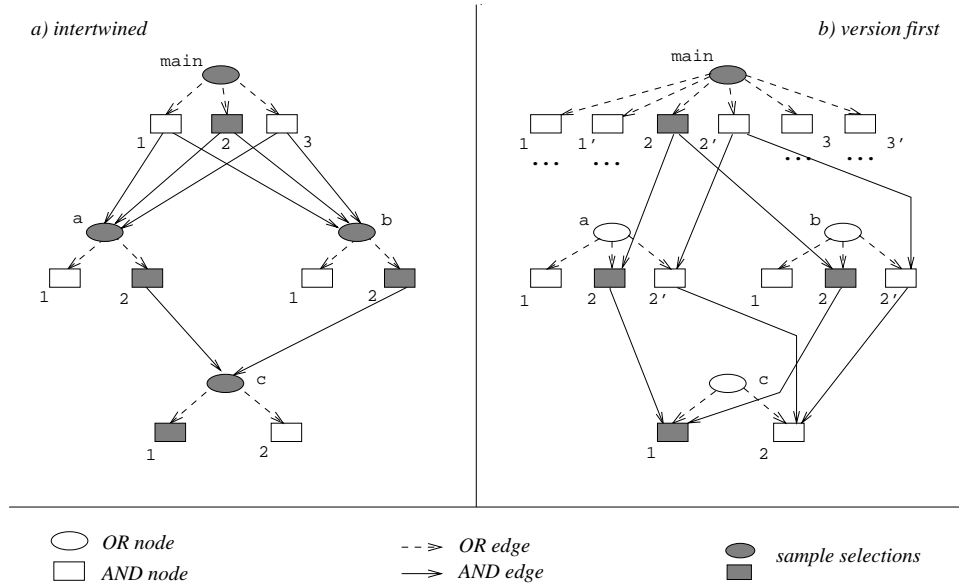 a) intertwined
b) version first
main
main
1 2 3
1 1' 2 2' 3 3'
... ... ... ...
a b
a b
1 2 1 2
1 2 2' 1 2 2'
c
c
1 2
1 2
OR node
OR edge
sample selections
AND node
AND edge